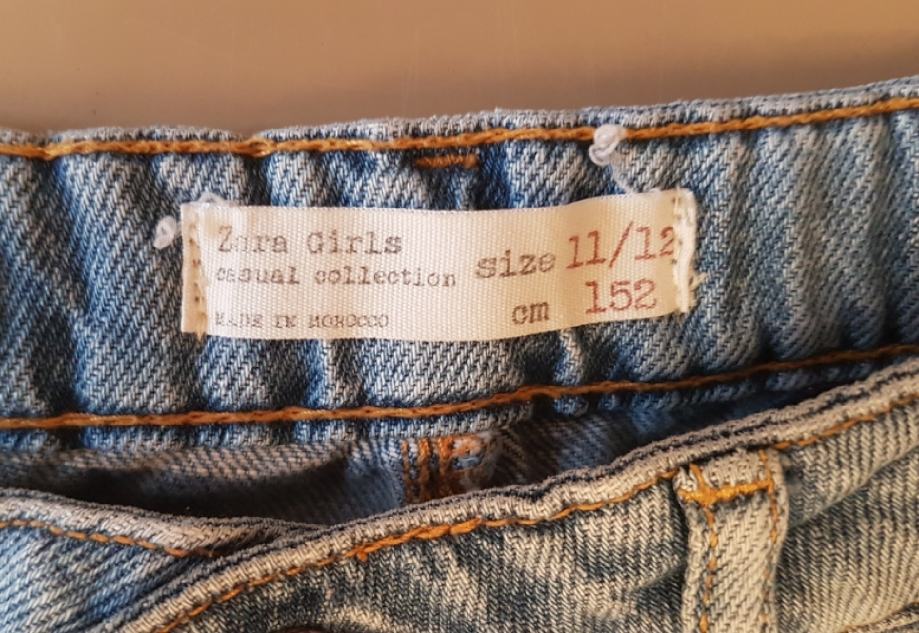 Zara Girls
casual collection
MADE IN MOROCCO
size 11/12
cm 152